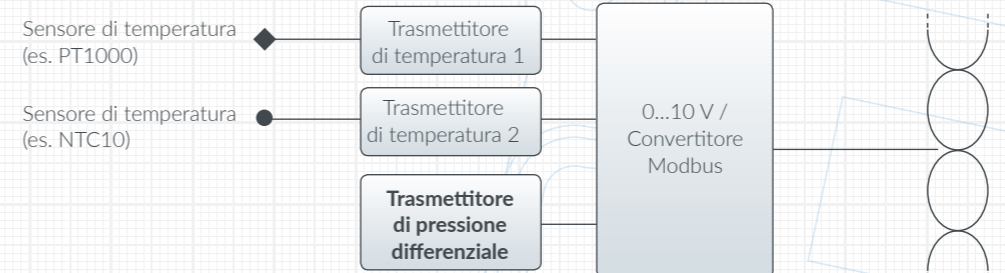 Sensore di temperatura
(es. PT1000)
Trasmettitore
di temperatura 1
Sensore di temperatura
(es. NTC10)
Trasmettitore
di temperatura 2
0...10 V /
Convertitore
Modbus
Trasmettitore
di pressione
differenziale